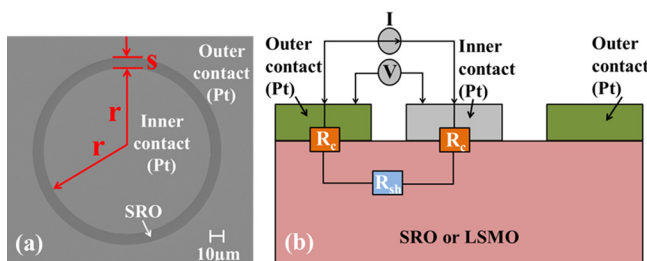 s
Outer
contact
(Pt)
r
r
Inner
contact
(Pt)
SRO
10μm
(a)
I
V
Outer
contact
(Pt)
Inner
contact
(Pt)
Outer
contact
(Pt)
Rc
Rc
Rsh
SRO or LSMO
(b)